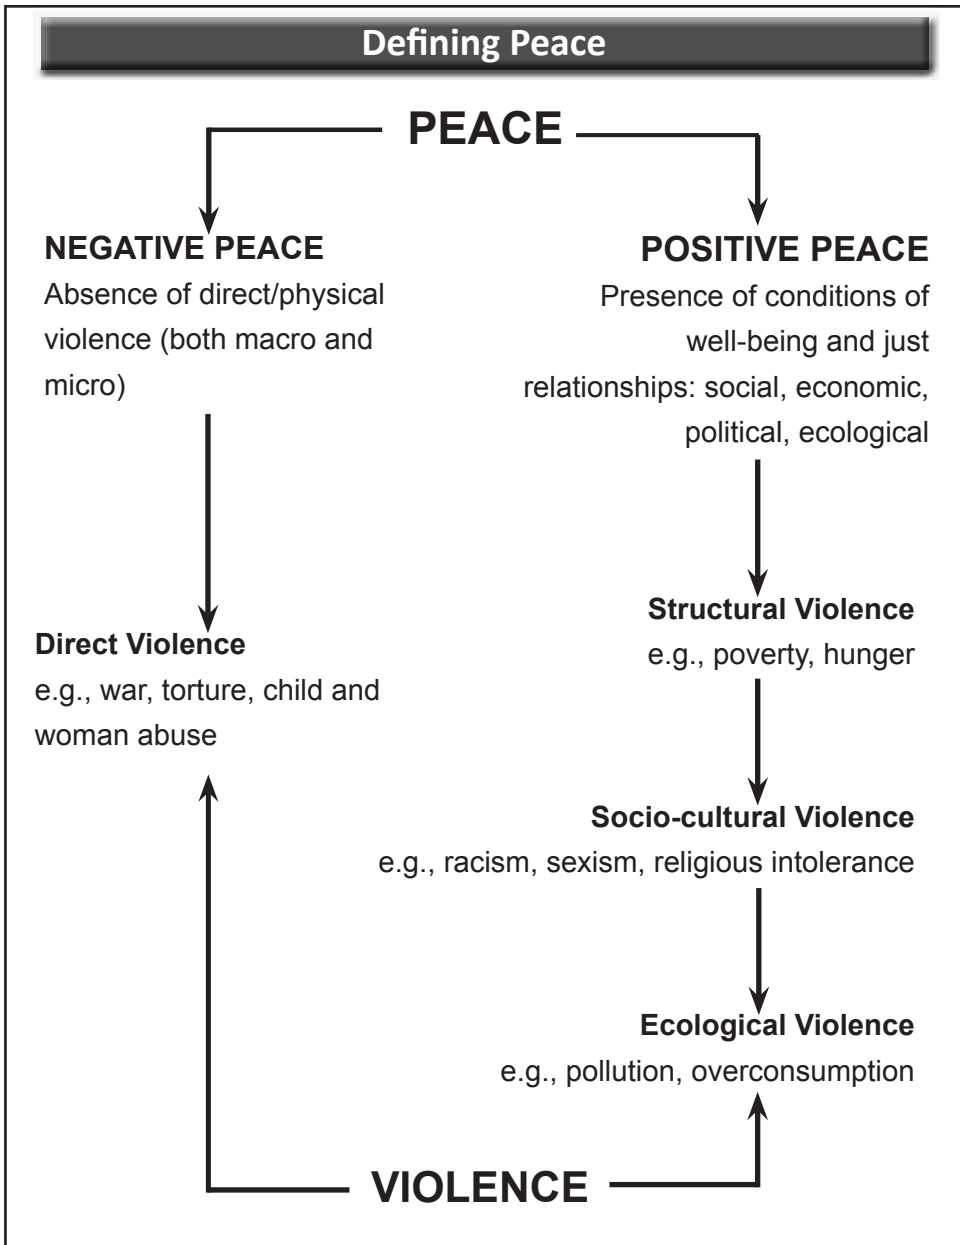 Defining Peace
PEACE
NEGATIVE PEACE
Absence of direct/physical
violence (both macro and
micro)
POSITIVE PEACE
Presence of conditions of
well-being and just
relationships: social, economic,
political, ecological
Direct Violence
e.g., war, torture, child and
woman abuse
Structural Violence
e.g., poverty, hunger
Socio-cultural Violence
e.g., racism, sexism, religious intolerance
Ecological Violence
e.g., pollution, overconsumption
VIOLENCE